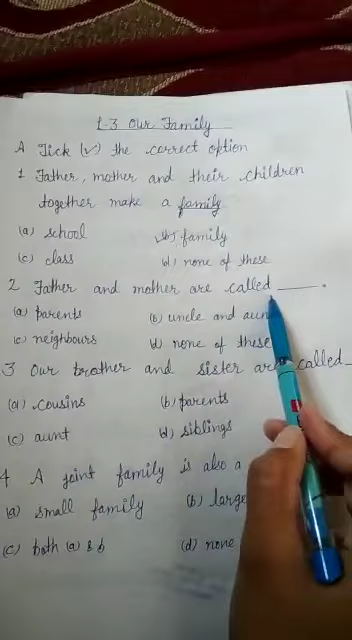 L-3 Our Family
A Tick (✓) the correct option
1 Father, mother and their children
together make a family
(a) school (b) family
(c) class (d) none of these
2 Father and mother are called ______.
(a) parents (b) uncle and aun
(c) neighbours (d) none of these
3 Our brother and sister are called
(a) cousins (b) parents
(c) aunt (d) siblings
4 A joint family is also a
(a) small family (b) large
(c) both (a) & b (d) none